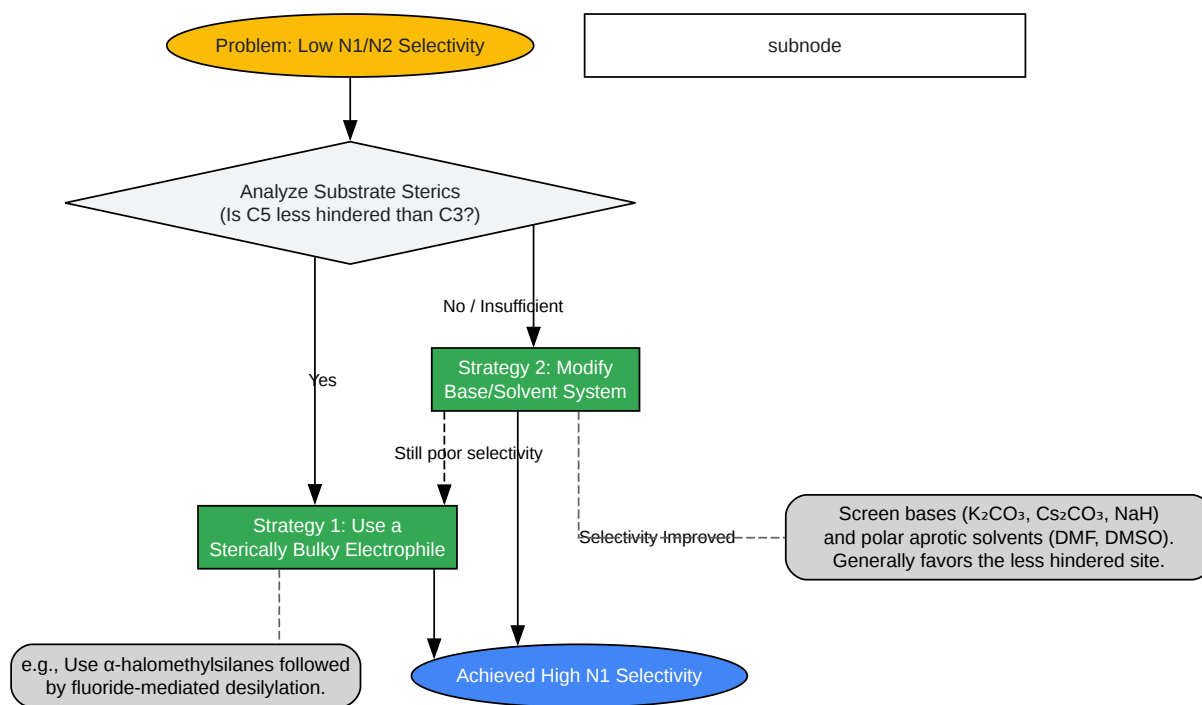 Problem: Low N1/N2 Selectivity
subnode
Analyze Substrate Sterics
(Is C5 less hindered than C3?)
No / Insufficient
Strategy 2: Modify
Base/Solvent System
Yes
Still poor selectivity
Strategy 1: Use a
Sterically Bulky Electrophile
Selectivity Improved
Screen bases (K₂CO₃, Cs₂CO₃, NaH)
and polar aprotic solvents (DMF, DMSO).
Generally favors the less hindered site.
e.g., Use α-halomethylsilanes followed
by fluoride-mediated desilylation.
Achieved High N1 Selectivity